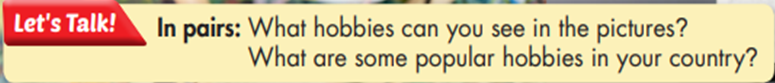 Let's Talk! In pairs: What hobbies can you see in the pictures?
What are some popular hobbies in your country?